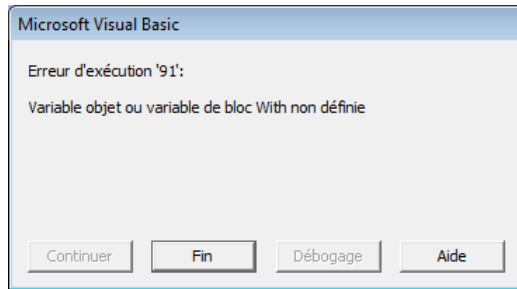 Microsoft Visual Basic
Erreur d'exécution '91':
Variable objet ou variable de bloc With non définie
Continuer Fin Débogage Aide